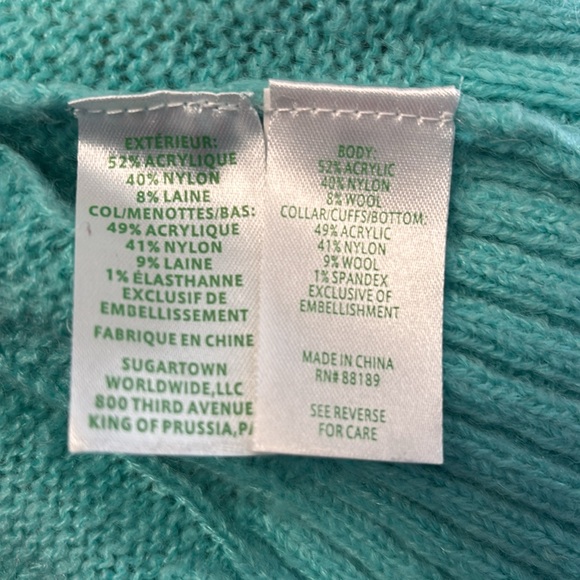 EXTÉRIEUR:
52% ACRYLIQUE
40% NYLON
8% LAINE
COL/MENOTTES/BAS:
49% ACRYLIQUE
41% NYLON
9% LAINE
1% ÉLASTHANNE
EXCLUSIF DE
EMBELLISSEMENT
FABRIQUE EN CHINE
SUGARTOWN
WORLDWIDE,LLC
800 THIRD AVENUE
KING OF PRUSSIA,PA
BODY:
52% ACRYLIC
40% NYLON
8% WOOL
COLLAR/CUFFS/BOTTOM:
49% ACRYLIC
41% NYLON
9% WOOL
1% SPANDEX
EXCLUSIVE OF
EMBELLISHMENT
MADE IN CHINA
RN# 88189
SEE REVERSE
FOR CARE